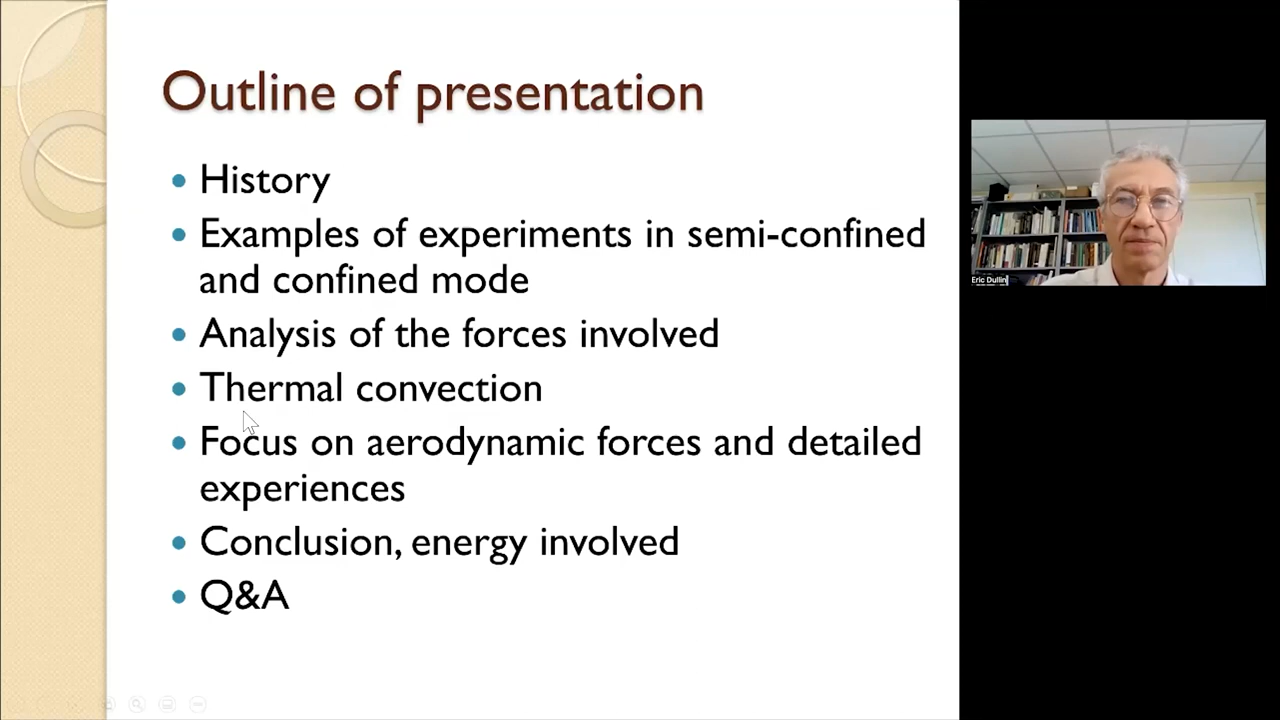 Outline of presentation
History
Examples of experiments in semi-confined
and confined mode
Analysis of the forces involved
Thermal convection
Focus on aerodynamic forces and detailed
experiences
Conclusion, energy involved
Q&A
Eric Dullin